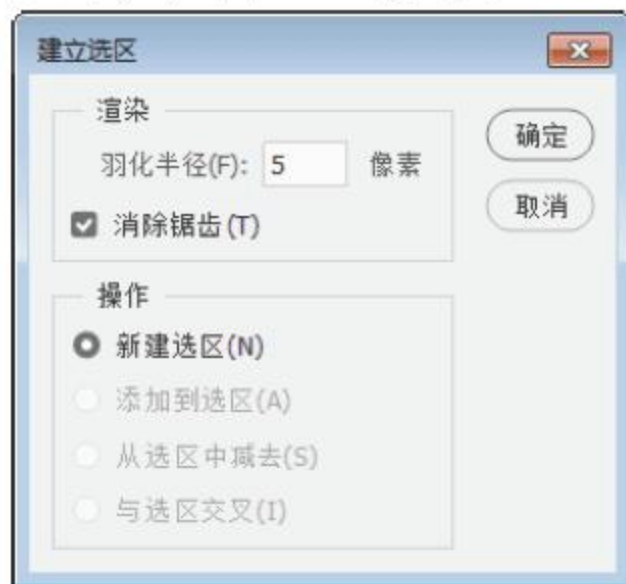 建立选区
渲染
羽化半径(F): 5 像素
消除锯齿(T)
确定
取消
操作
新建选区(N)
添加到选区(A)
从选区中减去(S)
与选区交叉(I)